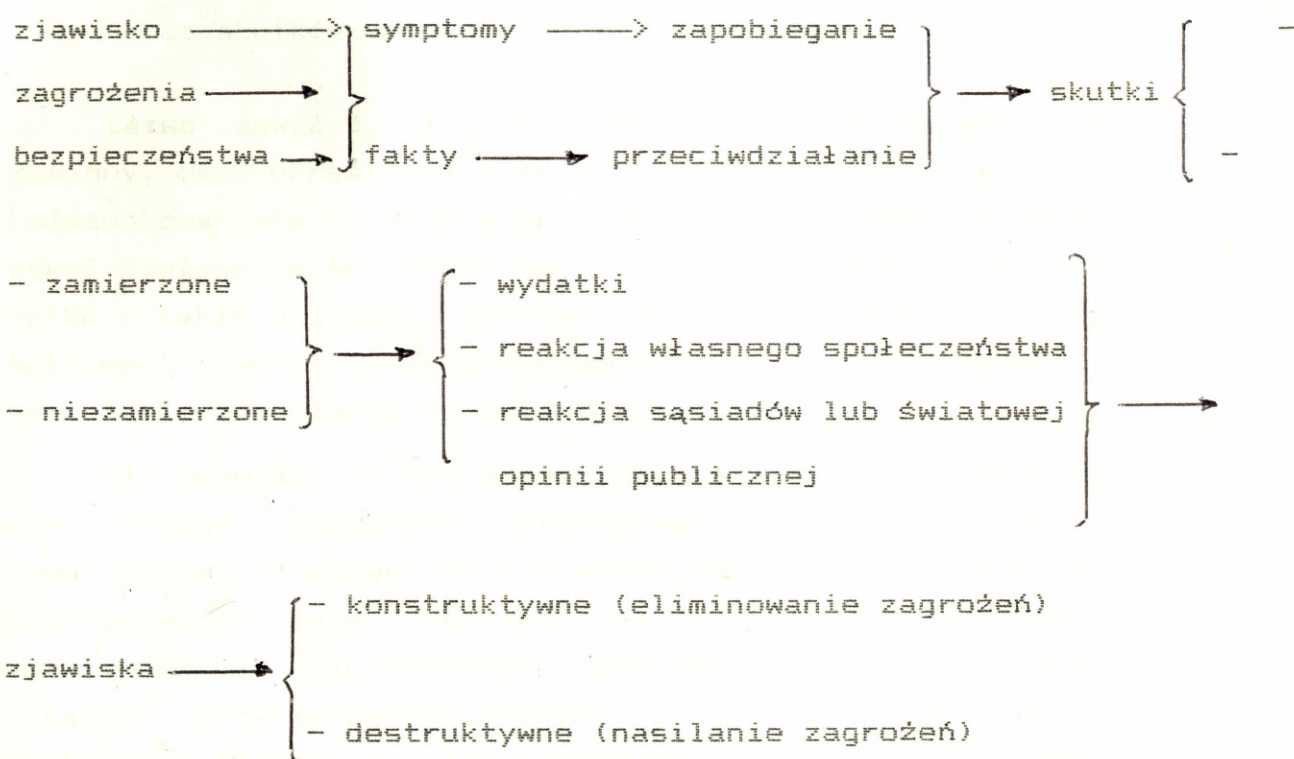 zjawisko symptomy zapobieganie -
zagrożenia skutki
bezpieczeństwa fakty przeciwdziałanie -
- zamierzone - wydatki
- reakcja własnego społeczeństwa
- niezamierzone - reakcja sąsiadów lub światowej
opinii publicznej
- konstruktywne (eliminowanie zagrożeń)
zjawiska
- destruktywne (nasilanie zagrożeń)